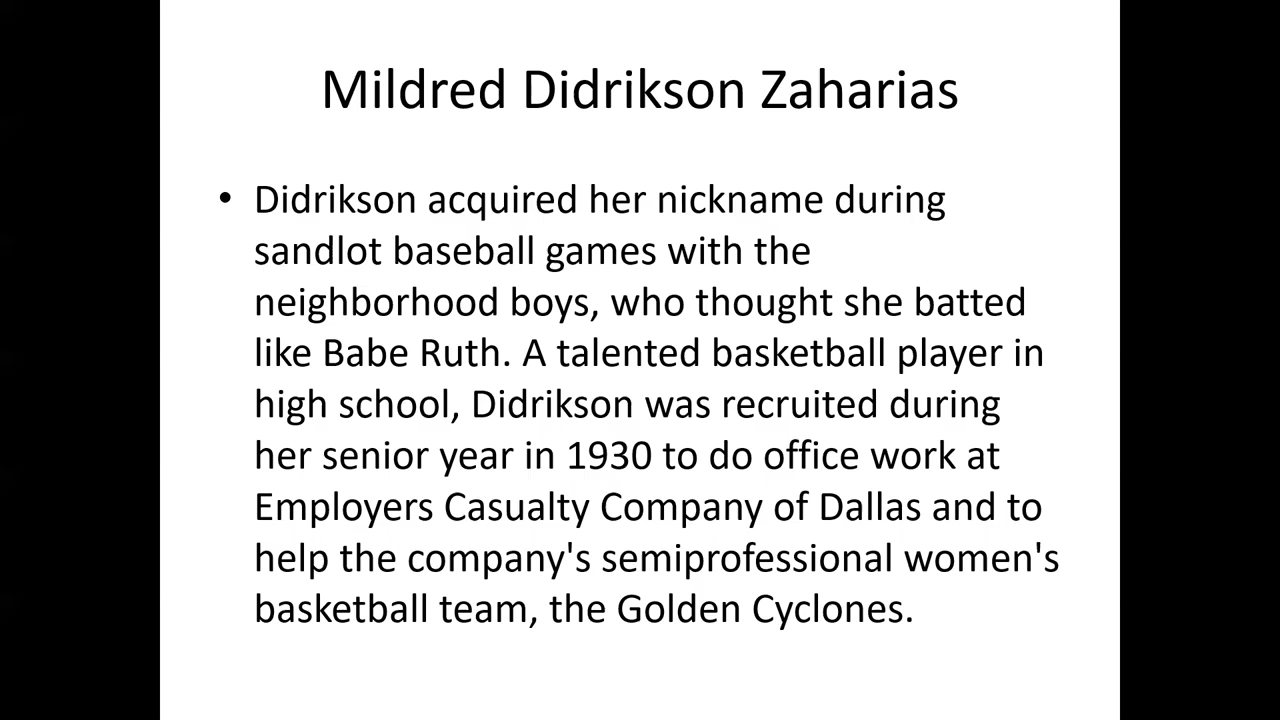 Mildred Didrikson Zaharias
• Didrikson acquired her nickname during
sandlot baseball games with the
neighborhood boys, who thought she batted
like Babe Ruth. A talented basketball player in
high school, Didrikson was recruited during
her senior year in 1930 to do office work at
Employers Casualty Company of Dallas and to
help the company's semiprofessional women's
basketball team, the Golden Cyclones.